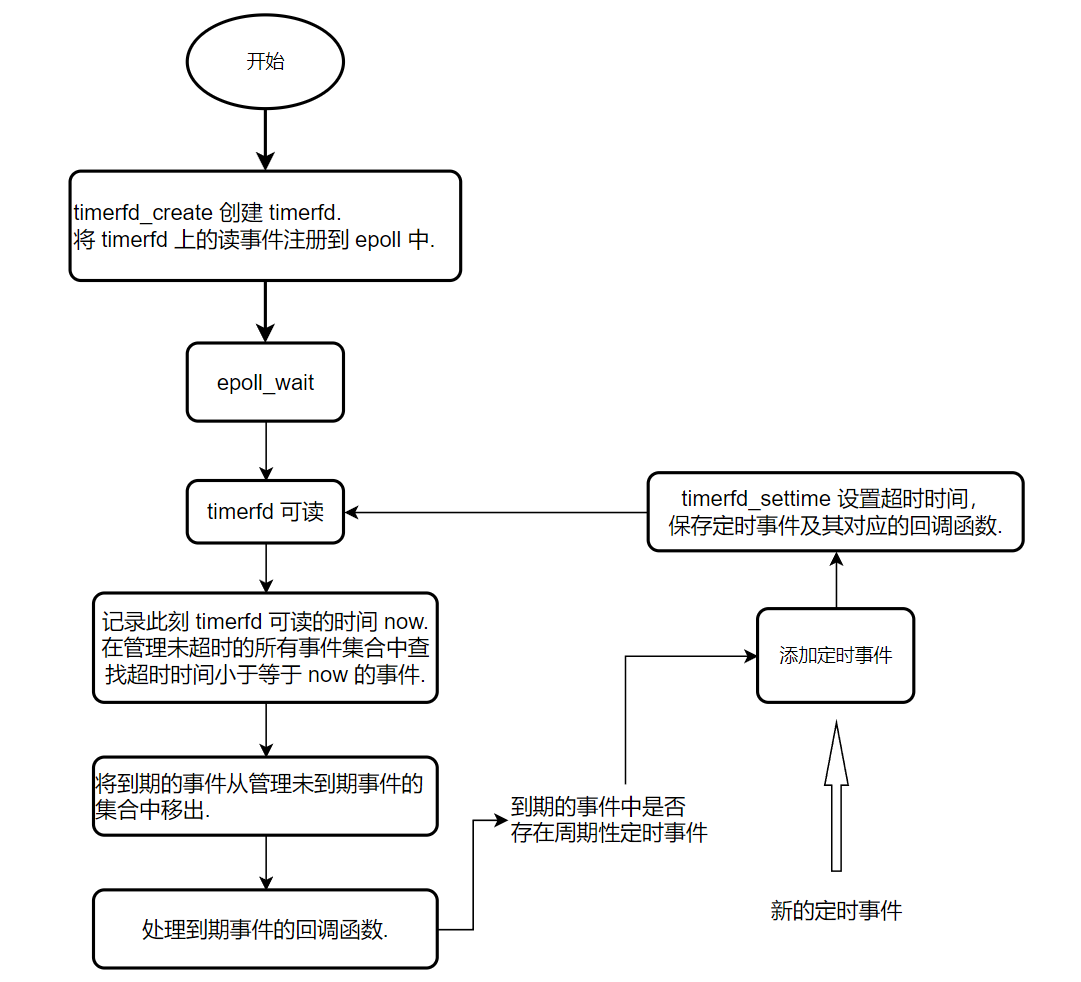 开始
timerfd_create 创建 timerfd.
将 timerfd 上的读事件注册到 epoll 中.
epoll_wait
timerfd 可读
timerfd_settime 设置超时时间，
保存定时事件及其对应的回调函数.
记录此刻 timerfd 可读的时间 now.
在管理未超时的所有事件集合中查
找超时时间小于等于 now 的事件.
添加定时事件
将到期的事件从管理未到期事件的
集合中移出.
到期的事件中是否
存在周期性定时事件
处理到期事件的回调函数.
新的定时事件